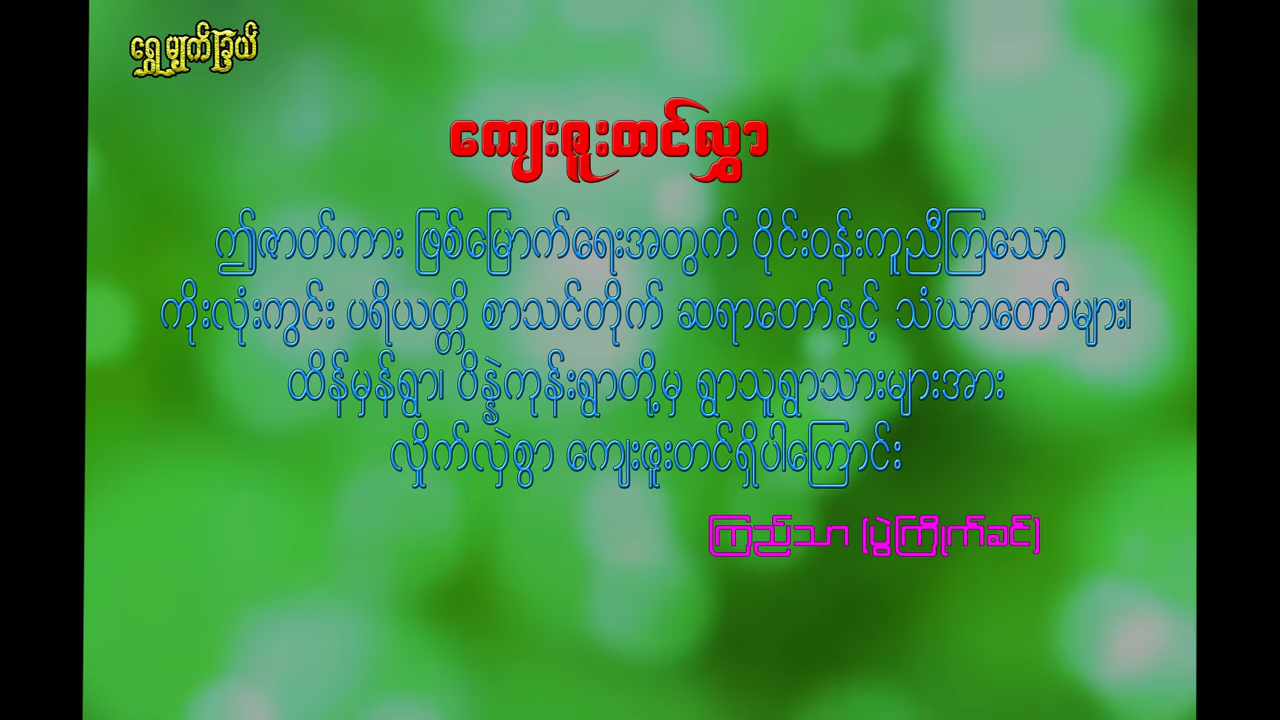 ရွှေမျှက်ခြယ်
ကျေးဇူးတင်လွှာ
ဤဇာတ်ကား ဖြစ်မြောက်ရေးအတွက် ဝိုင်းဝန်းကူညီကြသော
ကိုးလုံးကွင်း ပရိယတ္တိ စာသင်တိုက် ဆရာတော်နှင့် သံဃာတော်များ၊
ထိန်မှန်ရွာ၊ ပိန္နဲကုန်းရွာတို့မှ ရွာသူရွာသားများအား
လှိုက်လှဲစွာ ကျေးဇူးတင်ရှိပါကြောင်း
ကြည်သာ (ပွဲကြိုက်ခင်)